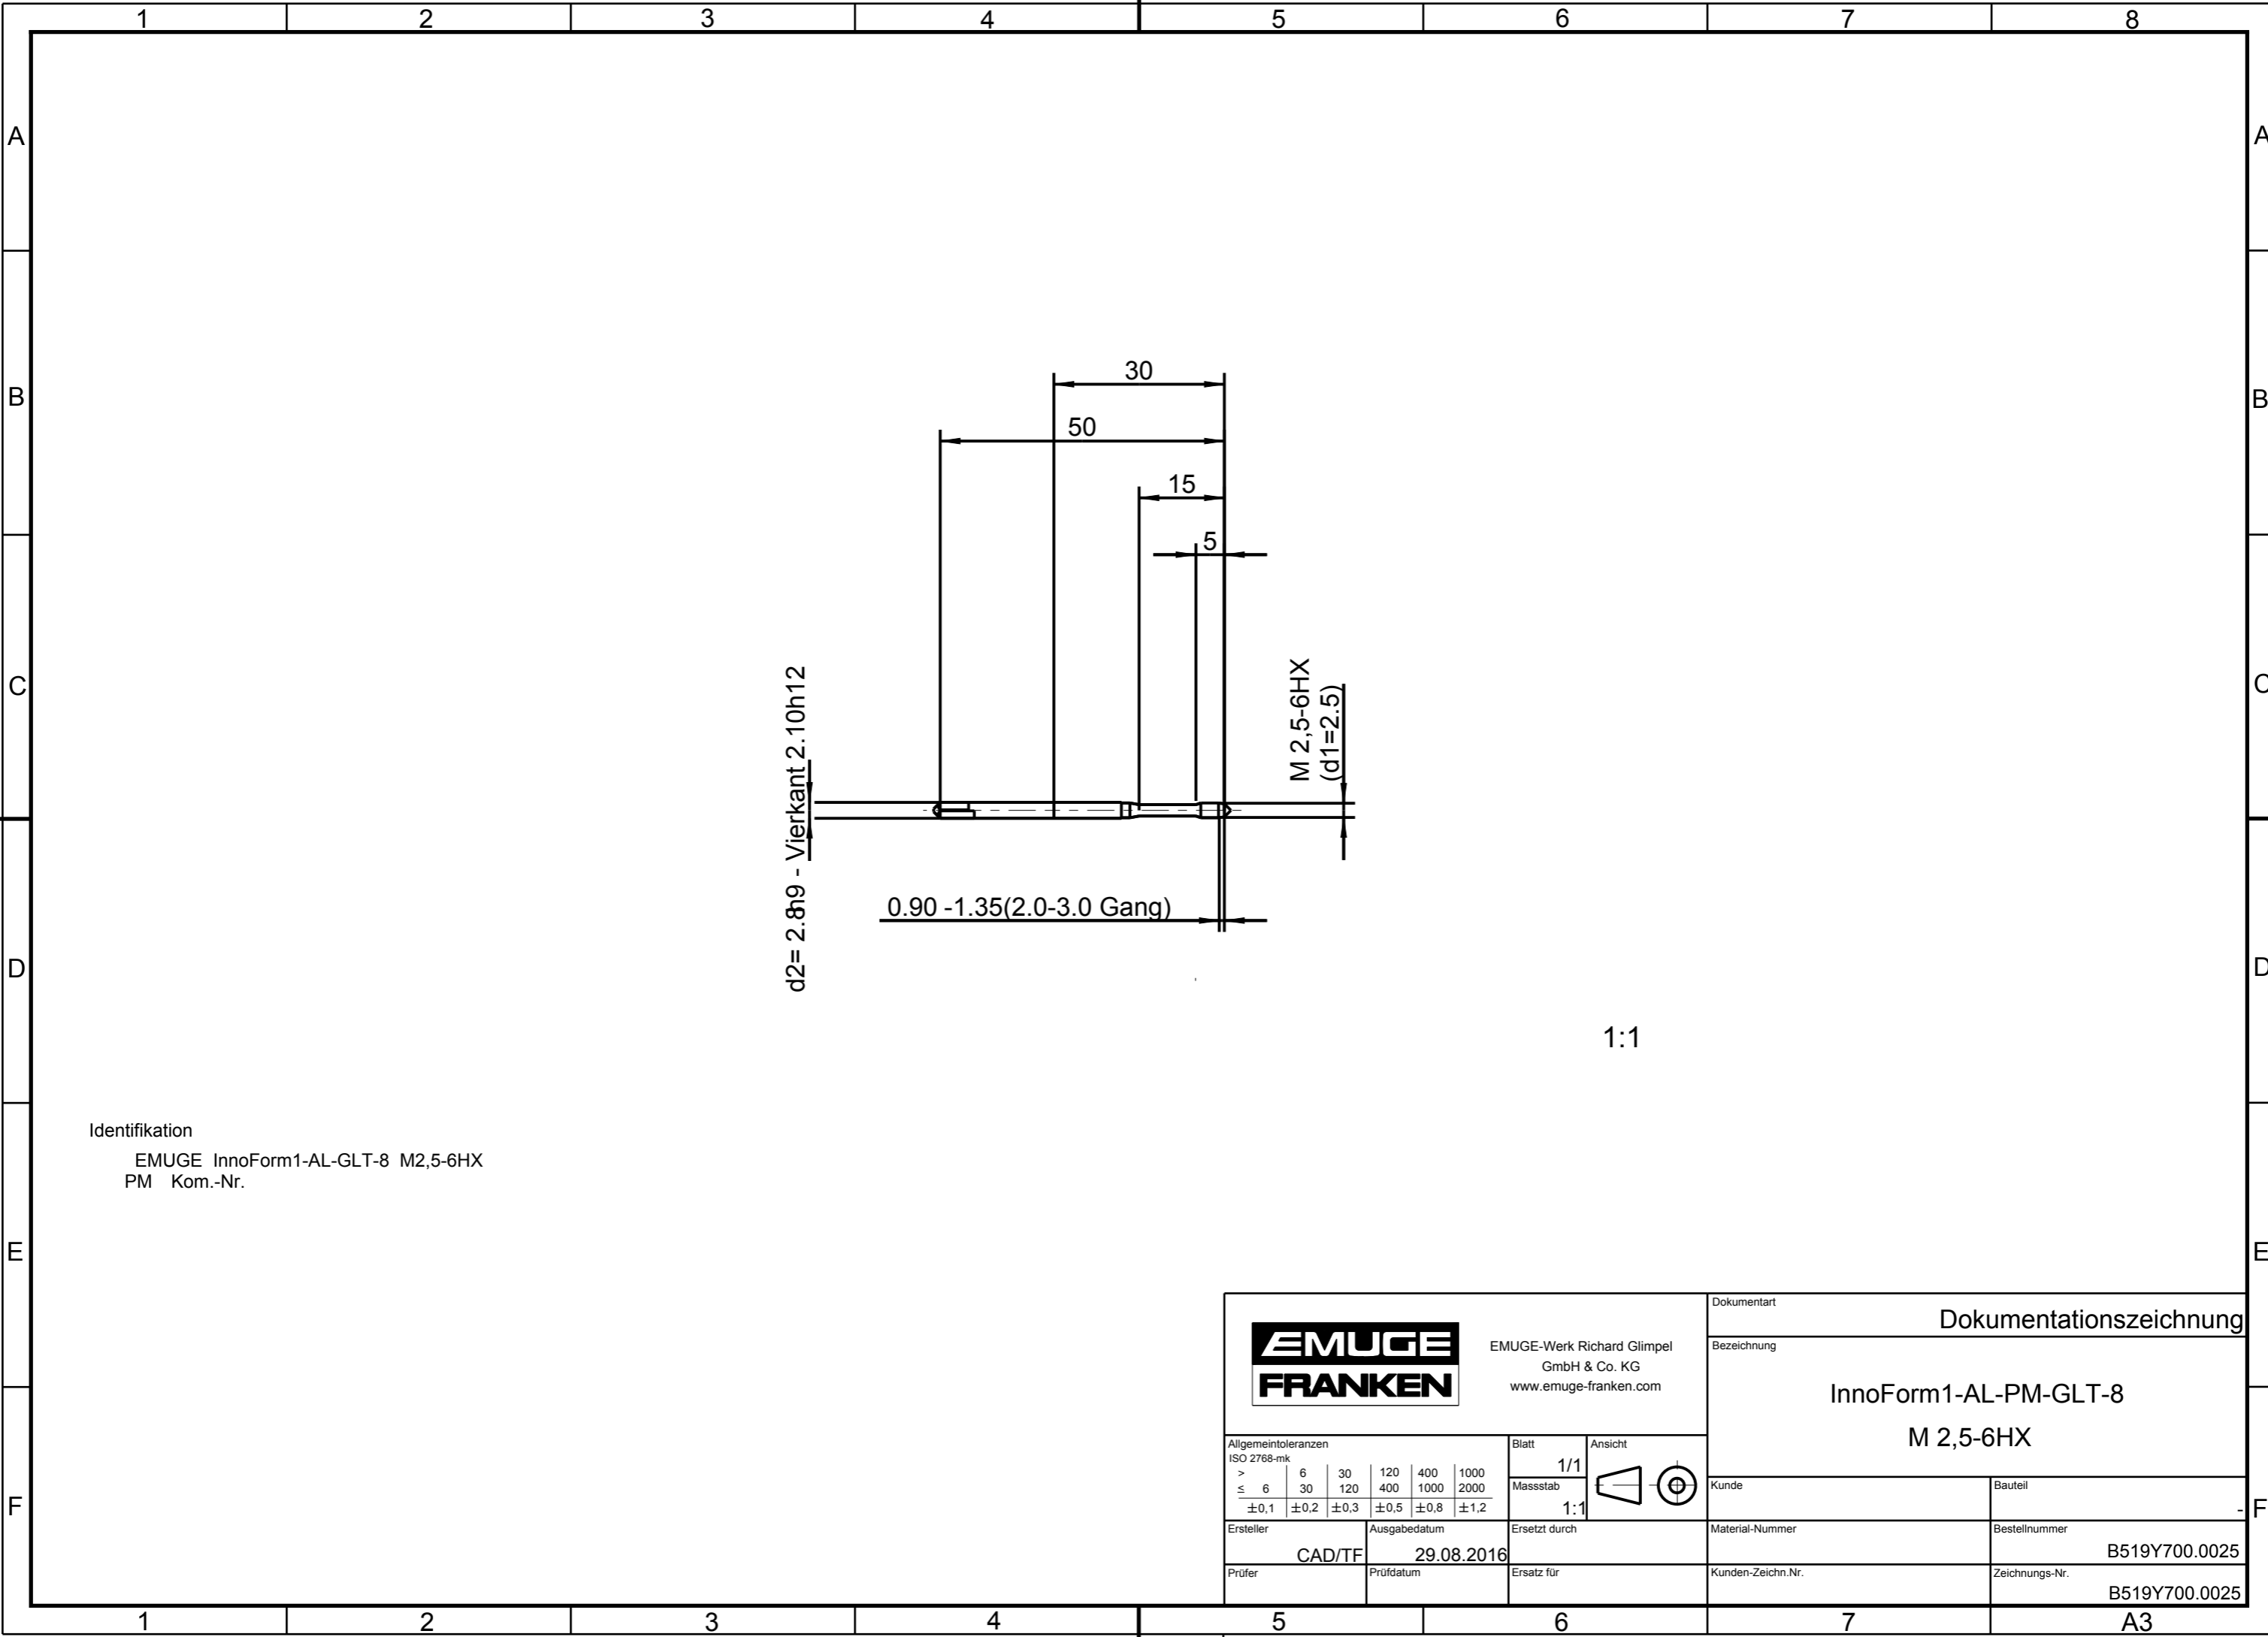 1 2 3 4 5 6 7 8
A A
B B
C C
D D
E E
F F
30
50
15
5
d2= 2.8h9 - Vierkant 2.10h12
M 2,5-6HX
(d1=2.5)
0.90 -1.35(2.0-3.0 Gang)
1:1
Identifikation
EMUGE InnoForm1-AL-GLT-8 M2,5-6HX
PM Kom.-Nr.
EMUGE
FRANKEN
EMUGE-Werk Richard Glimpel
GmbH & Co. KG
www.emuge-franken.com
Dokumentart
Dokumentationszeichnung
Bezeichnung
InnoForm1-AL-PM-GLT-8
M 2,5-6HX
Allgemeintoleranzen
ISO 2768-mk
> 6 30 120 400 1000
≤ 6 30 120 400 1000 2000
±0,1 ±0,2 ±0,3 ±0,5 ±0,8 ±1,2
Blatt
1/1
Ansicht
Massstab
1:1
Kunde
Bauteil
-
Ersteller
CAD/TF
Ausgabedatum
29.08.2016
Ersetzt durch
Material-Nummer
Bestellnummer
B519Y700.0025
Prüfer
Prüfdatum
Ersatz für
Kunden-Zeichn.Nr.
Zeichnungs-Nr.
B519Y700.0025
1 2 3 4 5 6 7 A3